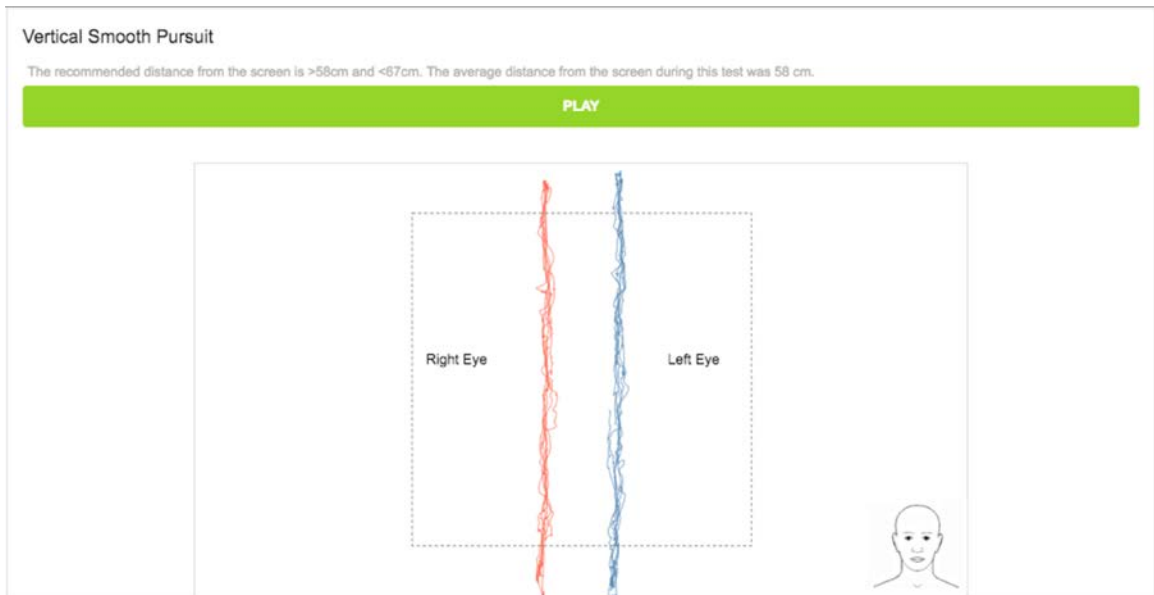 Vertical Smooth Pursuit
The recommended distance from the screen is >58cm and <67cm. The average distance from the screen during this test was 58 cm.
PLAY
Right Eye
Left Eye